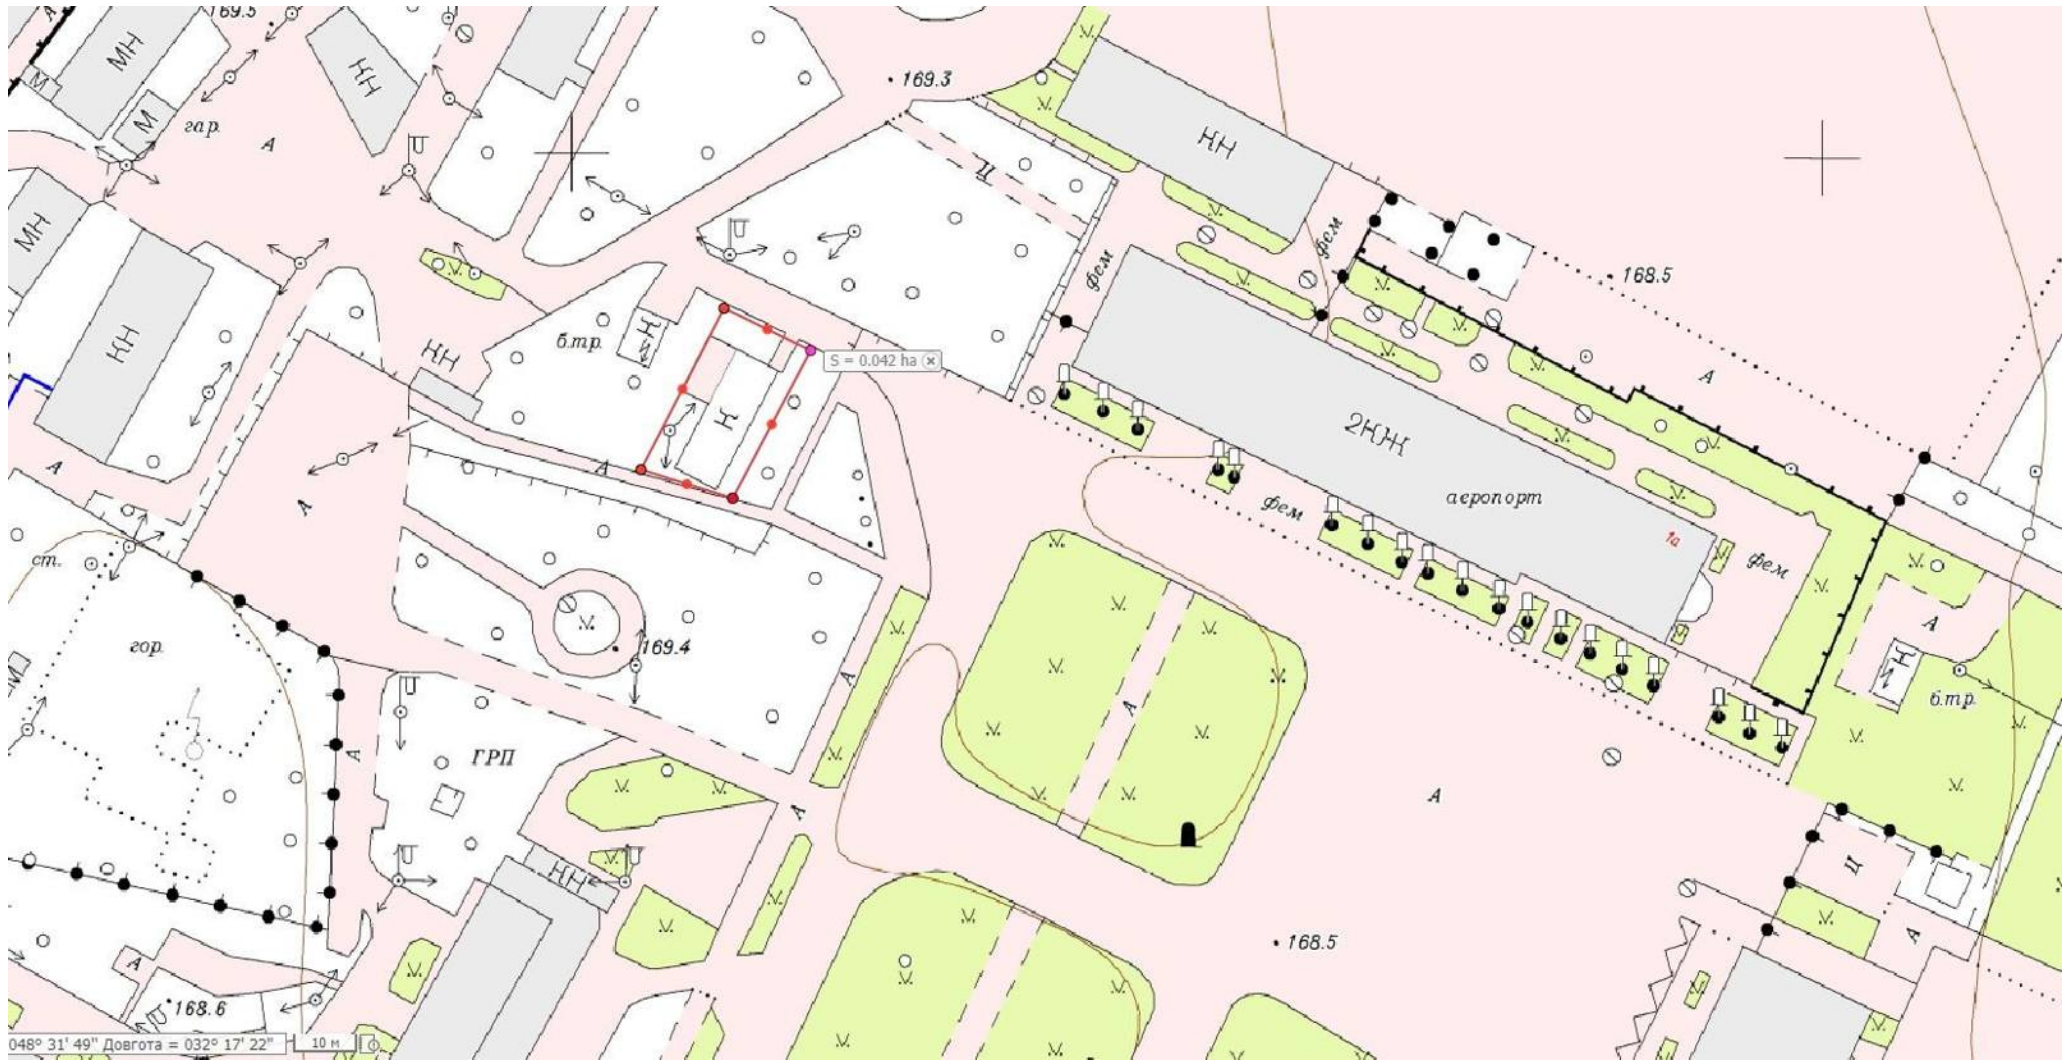 169.5
А
МН
КН
М
М
гар.
А
169.3
КН
Ц
МН
фем
фем
168.5
КН
б.тр.
Н
КН
S = 0.042 ha
Н
А
2КЖ
А
А
А
А
фем
аеропорт
1а
фем
ст.
гор.
169.4
А
Н
б.тр.
М
А
А
А
ГРП
А
А
КН
Ц
А
168.5
А
168.6
048° 31' 49" Довгота = 032° 17' 22"
10 м